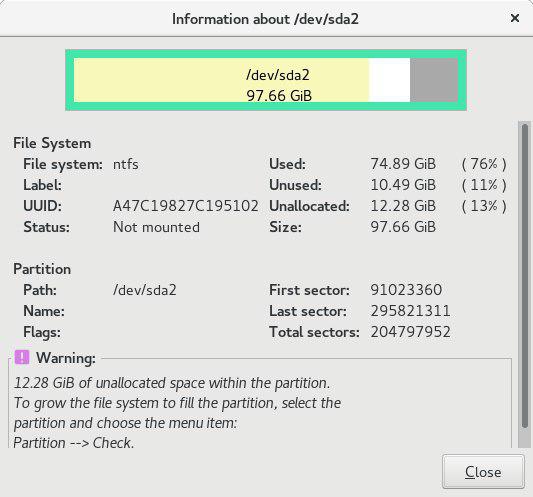 Information about /dev/sda2
/dev/sda2
97.66 GiB
File System
File system: ntfs Used: 74.89 GiB ( 76% )
Label: Unused: 10.49 GiB ( 11% )
UUID: A47C19827C195102 Unallocated: 12.28 GiB ( 13% )
Status: Not mounted Size: 97.66 GiB
Partition
Path: /dev/sda2 First sector: 91023360
Name: Last sector: 295821311
Flags: Total sectors: 204797952
Warning:
12.28 GiB of unallocated space within the partition.
To grow the file system to fill the partition, select the
partition and choose the menu item:
Partition --> Check.
Close